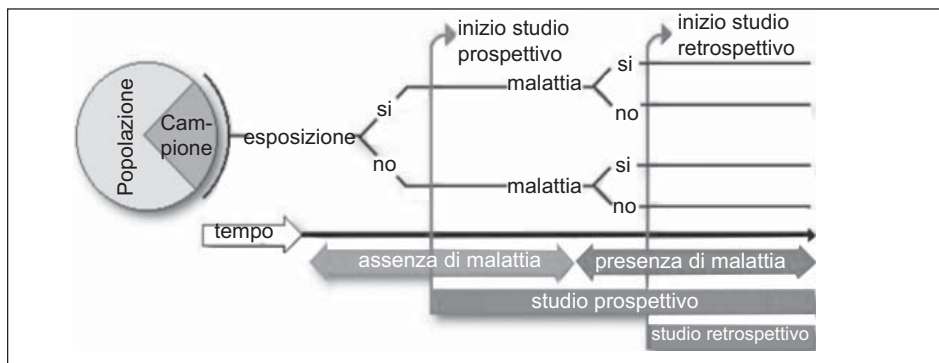 inizio studio
prospettivo
inizio studio
retrospettivo
Popolazione
Cam-
pione
esposizione
si
no
malattia
si
no
malattia
si
no
tempo
assenza di malattia
presenza di malattia
studio prospettivo
studio retrospettivo